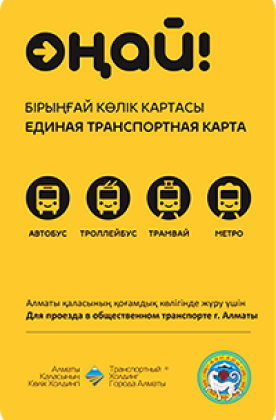 оңай!
БІРЫҢҒАЙ КӨЛІК КАРТАСЫ
ЕДИНАЯ ТРАНСПОРТНАЯ КАРТА
АВТОБУС ТРОЛЛЕЙБУС ТРАМВАЙ МЕТРО
Алматы қаласының қоғамдық көлігінде жүру үшін
Для проезда в общественном транспорте г. Алматы
Алматы Қаласының Көлік Холдингі
Транспортный Холдинг Города Алматы